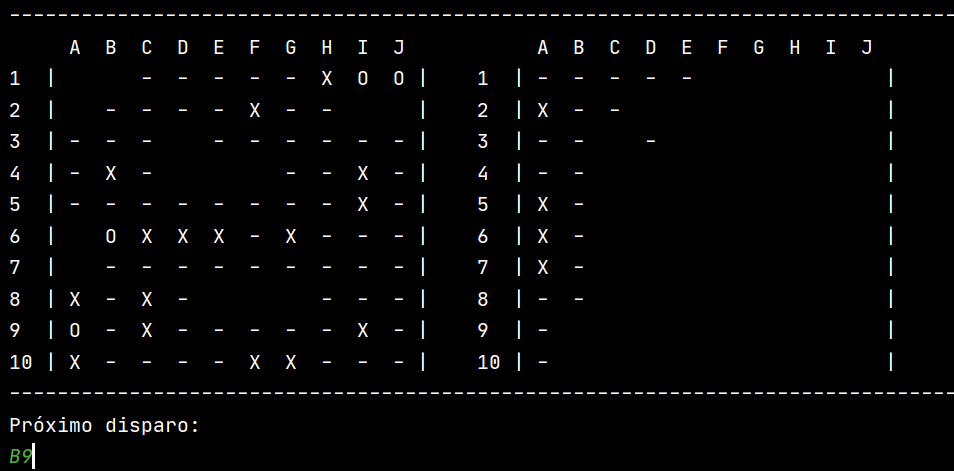 --------------------------------------------------------------------------------
     A  B  C  D  E  F  G  H  I  J           A  B  C  D  E  F  G  H  I  J
1  |       -  -  -  -  -  X  O  O |    1  | -  -  -  -  -                |
2  |    -  -  -  -  X  -  -       |    2  | X  -  -                      |
3  | -  -  -     -  -  -  -  -  - |    3  | -  -     -                   |
4  | -  X  -        -  -  X  - |    4  | -  -                         |
5  | -  -  -  -  -  -  -  -  X  - |    5  | X  -                         |
6  |    O  X  X  X  -  X  -  -  - |    6  | X  -                         |
7  |    -  -  -  -  -  -  -  -  - |    7  | X  -                         |
8  | X  -  X  -           -  -  - |    8  | -  -                         |
9  | O  -  X  -  -  -  -  -  X  - |    9  | -                            |
10 | X  -  -  -  -  X  X  -  -  - |    10 | -                            |
--------------------------------------------------------------------------------
Próximo disparo:
B9